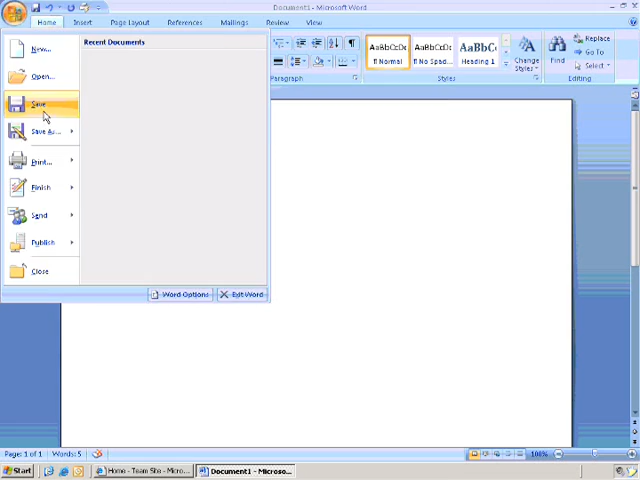 Document1 - Microsoft Word
Home Insert Page Layout References Mailings Review View
New...
Open...
Save
Save As...
Print...
Finish
Send
Publish
Close
Recent Documents
Word Options
Exit Word
Paragraph
AaBbCcDc
¶ Normal
AaBbCcDc
¶ No Spac...
AaBbC
Heading 1
Change
Styles
Styles
Find
Replace
Go To
Select
Editing
Page: 1 of 1
Words: 5
100%
Start
Home - Team Site - Micro...
Document1 - Microso...